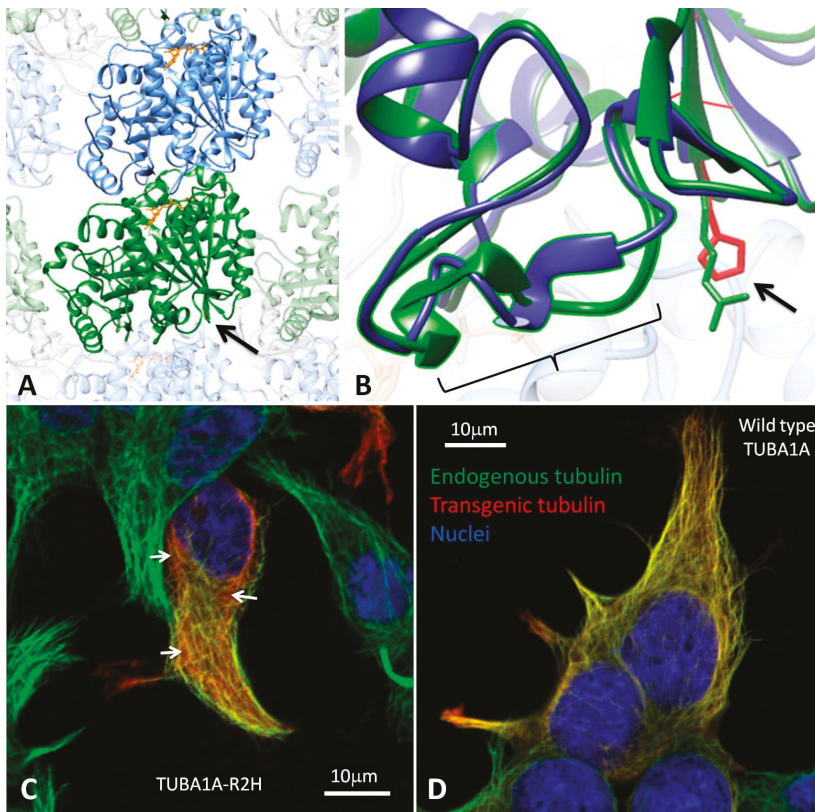 A
B
C
TUBA1A-R2H
10μm
10μm
Wild type
TUBA1A
Endogenous tubulin
Transgenic tubulin
Nuclei
D